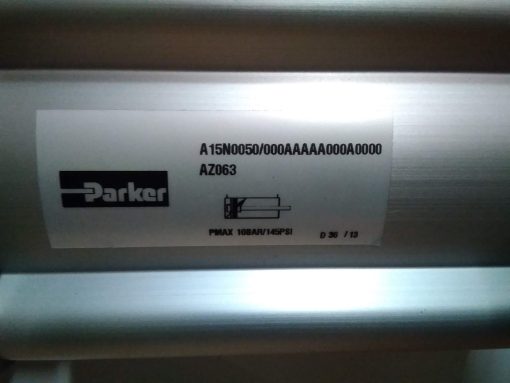 A15N0050/000AAAAA000A0000
AZ063
Parker
PMAX 10BAR/145PSI
D 36 / 13